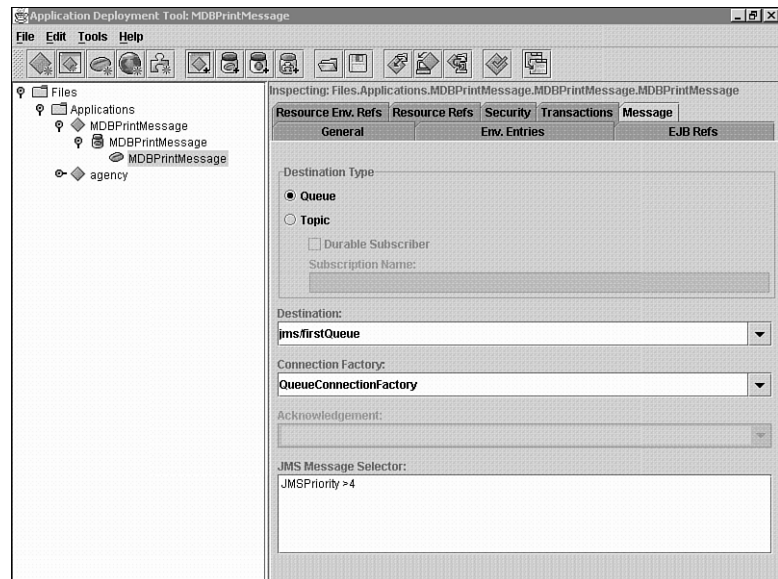 Application Deployment Tool: MDBPrintMessage
File Edit Tools Help
Files
Applications
MDBPrintMessage
MDBPrintMessage
MDBPrintMessage
agency
Inspecting: Files.Applications.MDBPrintMessage.MDBPrintMessage.MDBPrintMessage
Resource Env. Refs Resource Refs Security Transactions Message
General Env. Entries EJB Refs
Destination Type
Queue
Topic
Durable Subscriber
Subscription Name:
Destination:
jms/firstQueue
Connection Factory:
QueueConnectionFactory
Acknowledgement:
JMS Message Selector:
JMSPriority >4